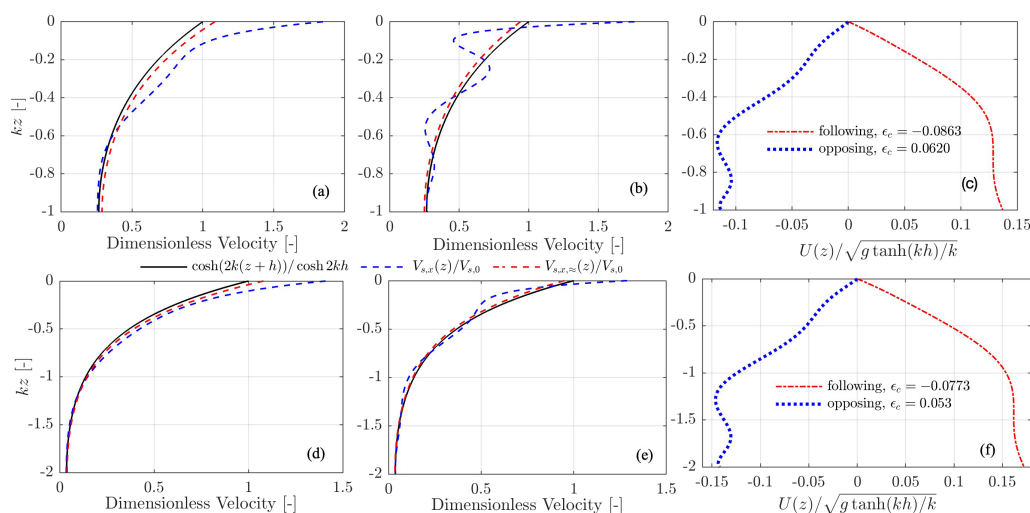 0
-0.2
-0.4
-0.6
-0.8
-1
kz [-]
0 0.5 1 1.5 2
Dimensionless Velocity [-]
(a)
0
-0.2
-0.4
-0.6
-0.8
-1
0 0.5 1 1.5 2
Dimensionless Velocity [-]
(b)
0
-0.2
-0.4
-0.6
-0.8
-1
following, ϵ_c = −0.0863
opposing, ϵ_c = 0.0620
(c)
-0.1 -0.05 0 0.05 0.1 0.15
U(z)/√(g tanh(kh)/k)
cosh(2k(z + h))/ cosh 2kh V_{s,x}(z)/V_{s,0} V_{s,x,≈}(z)/V_{s,0}
0
-0.5
-1
-1.5
-2
kz [-]
0 0.5 1 1.5
Dimensionless Velocity [-]
(d)
0
-0.5
-1
-1.5
-2
0 0.5 1 1.5
Dimensionless Velocity [-]
(e)
0
-0.5
-1
-1.5
-2
following, ϵ_c = −0.0773
opposing, ϵ_c = 0.053
(f)
-0.15 -0.1 -0.05 0 0.05 0.1 0.15
U(z)/√(g tanh(kh)/k)